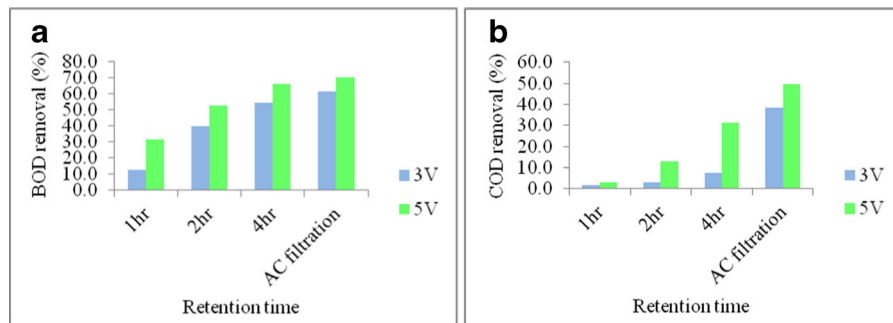 a
BOD removal (%)
80.0
70.0
60.0
50.0
40.0
30.0
20.0
10.0
0.0
1hr
2hr
4hr
AC filtration
Retention time
3V
5V
b
COD removal (%)
60.0
50.0
40.0
30.0
20.0
10.0
0.0
1hr
2hr
4hr
AC filtration
Retention time
3V
5V